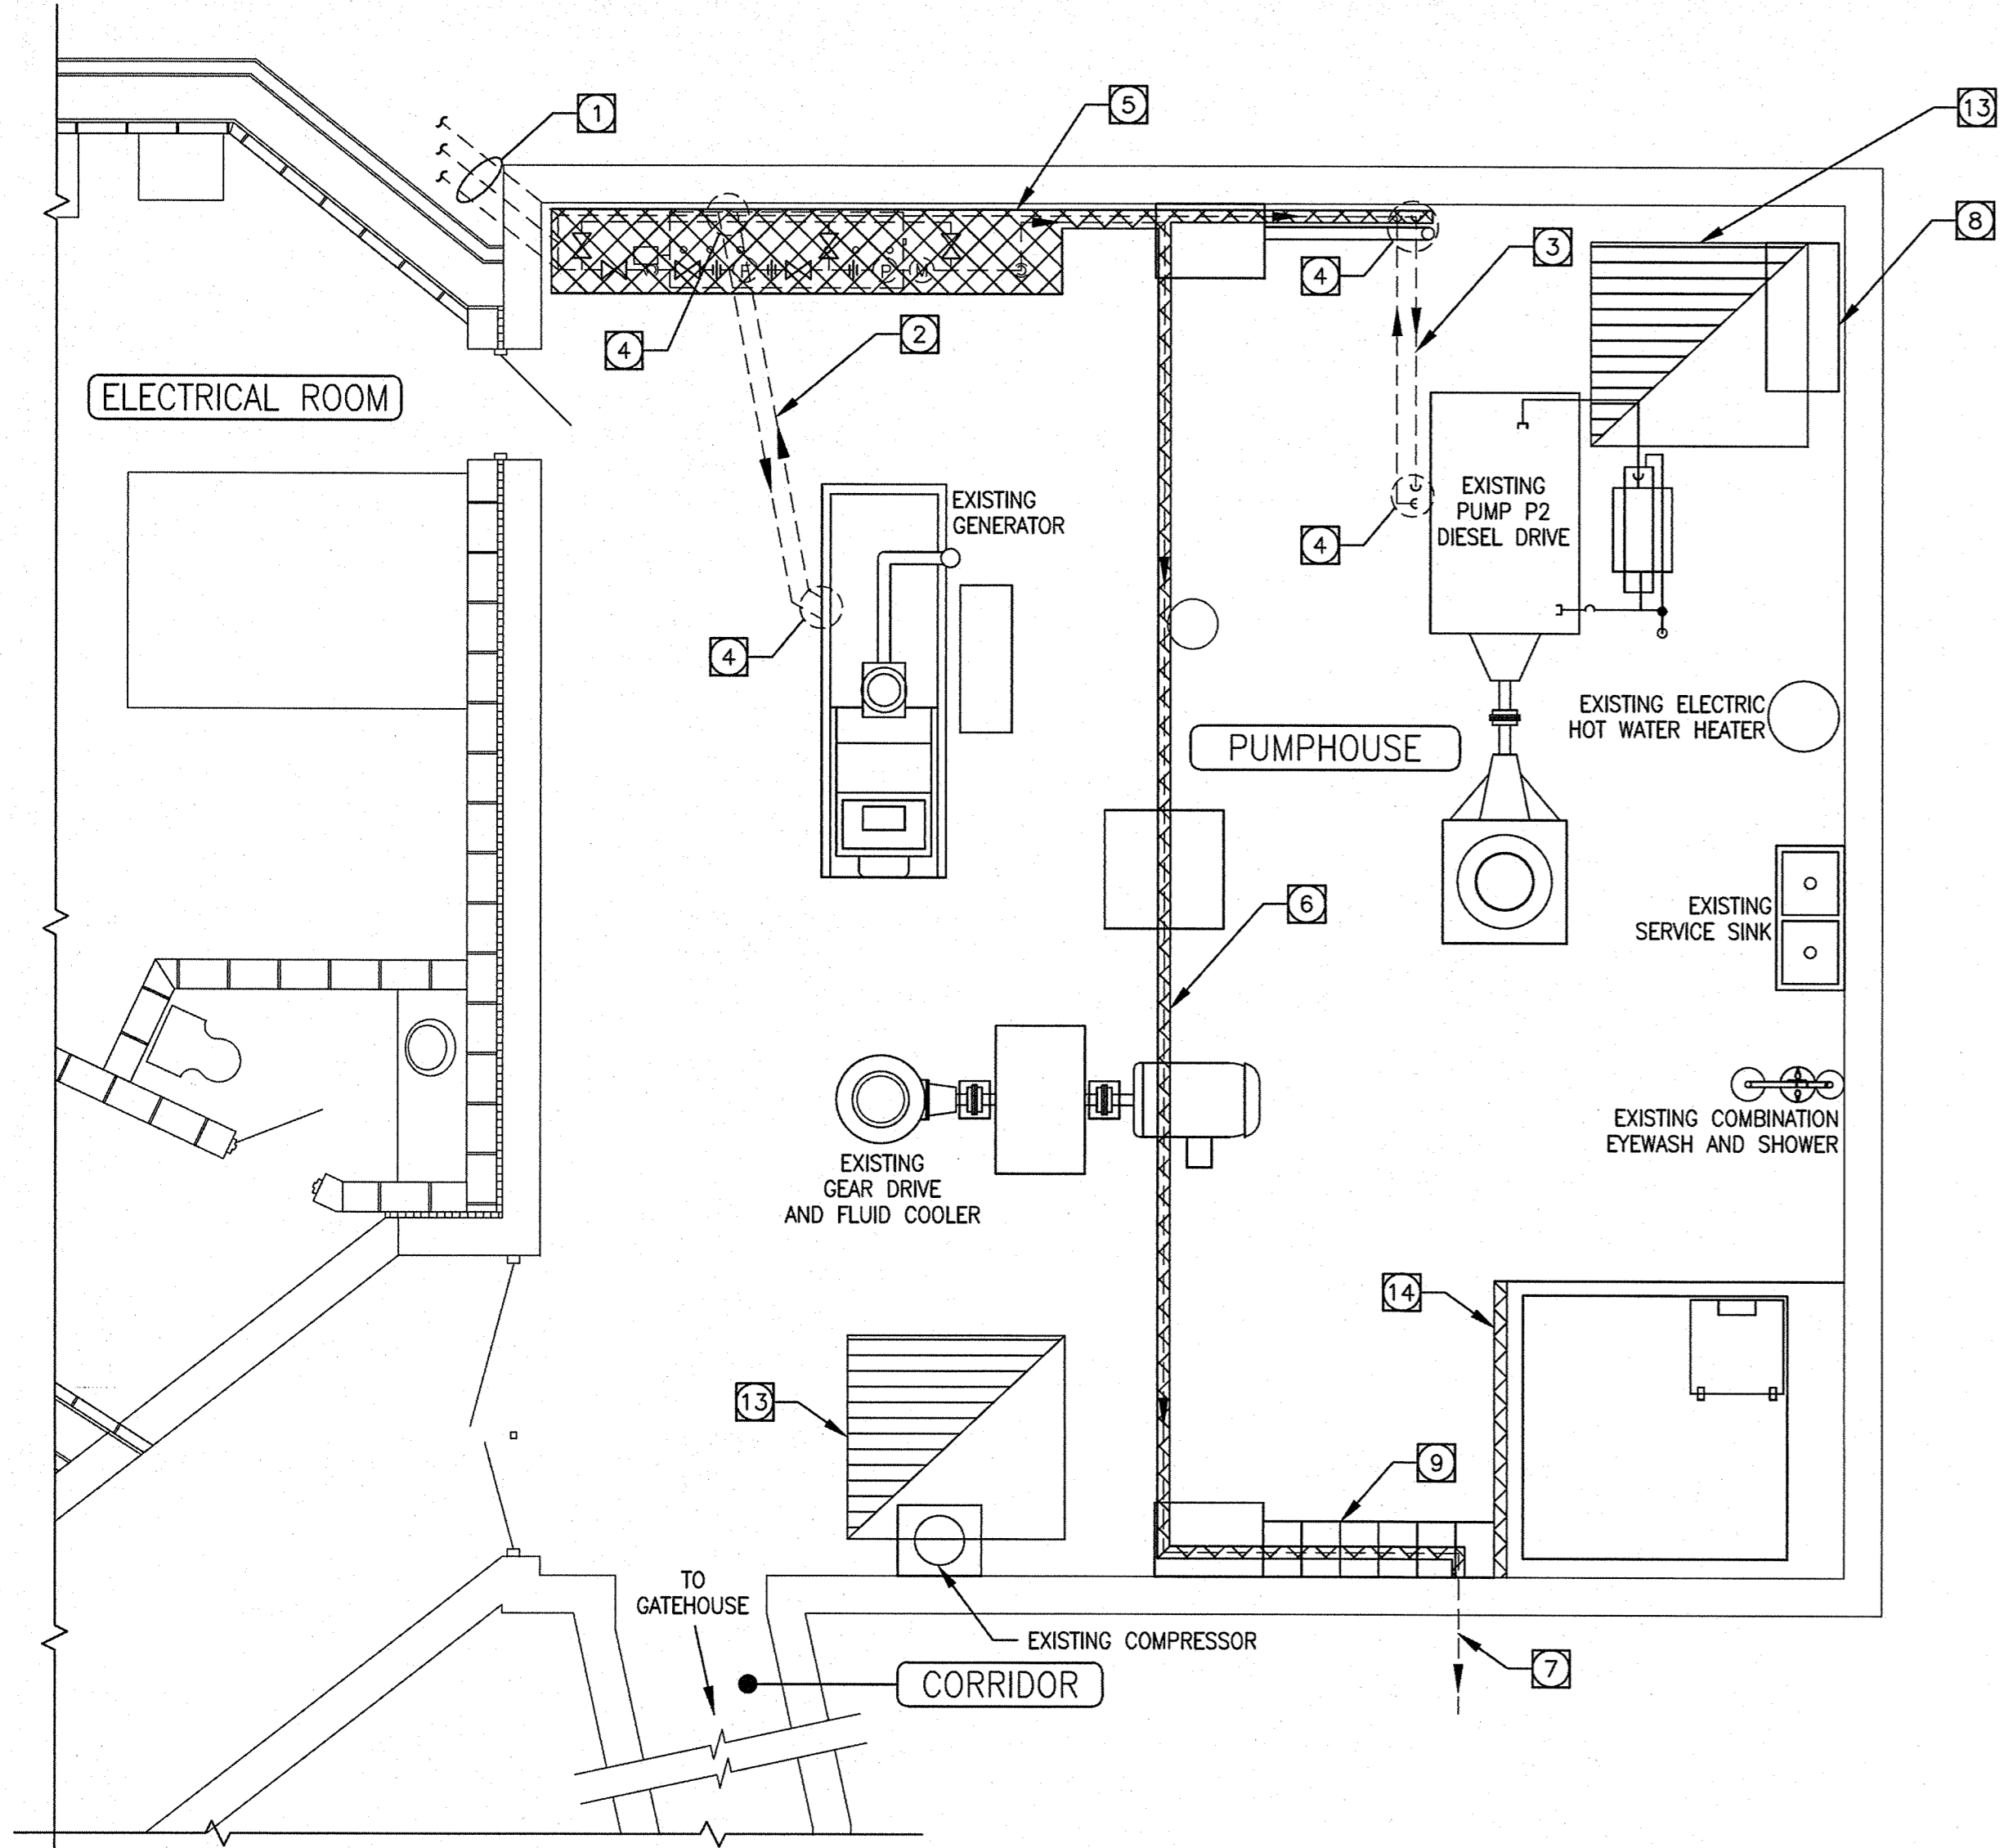 1
5
13
8
4
3
2
4
ELECTRICAL ROOM
EXISTING
GENERATOR
EXISTING
PUMP P2
DIESEL DRIVE
4
4
EXISTING ELECTRIC
HOT WATER HEATER
PUMPHOUSE
6
EXISTING
SERVICE SINK
EXISTING COMBINATION
EYEWASH AND SHOWER
EXISTING
GEAR DRIVE
AND FLUID COOLER
14
13
9
TO
GATEHOUSE
EXISTING COMPRESSOR
7
CORRIDOR
F
P
M